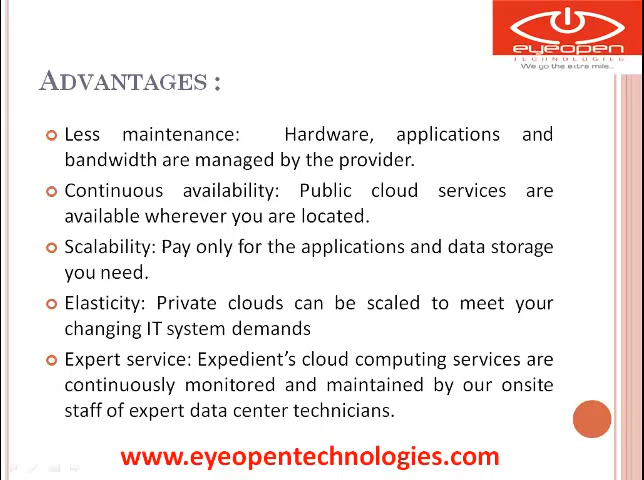 eyeopen
TECHNOLOGIES
We go the extra mile...
ADVANTAGES :
Less maintenance: Hardware, applications and
bandwidth are managed by the provider.
Continuous availability: Public cloud services are
available wherever you are located.
Scalability: Pay only for the applications and data storage
you need.
Elasticity: Private clouds can be scaled to meet your
changing IT system demands
Expert service: Expedient's cloud computing services are
continuously monitored and maintained by our onsite
staff of expert data center technicians.
www.eyeopentechnologies.com